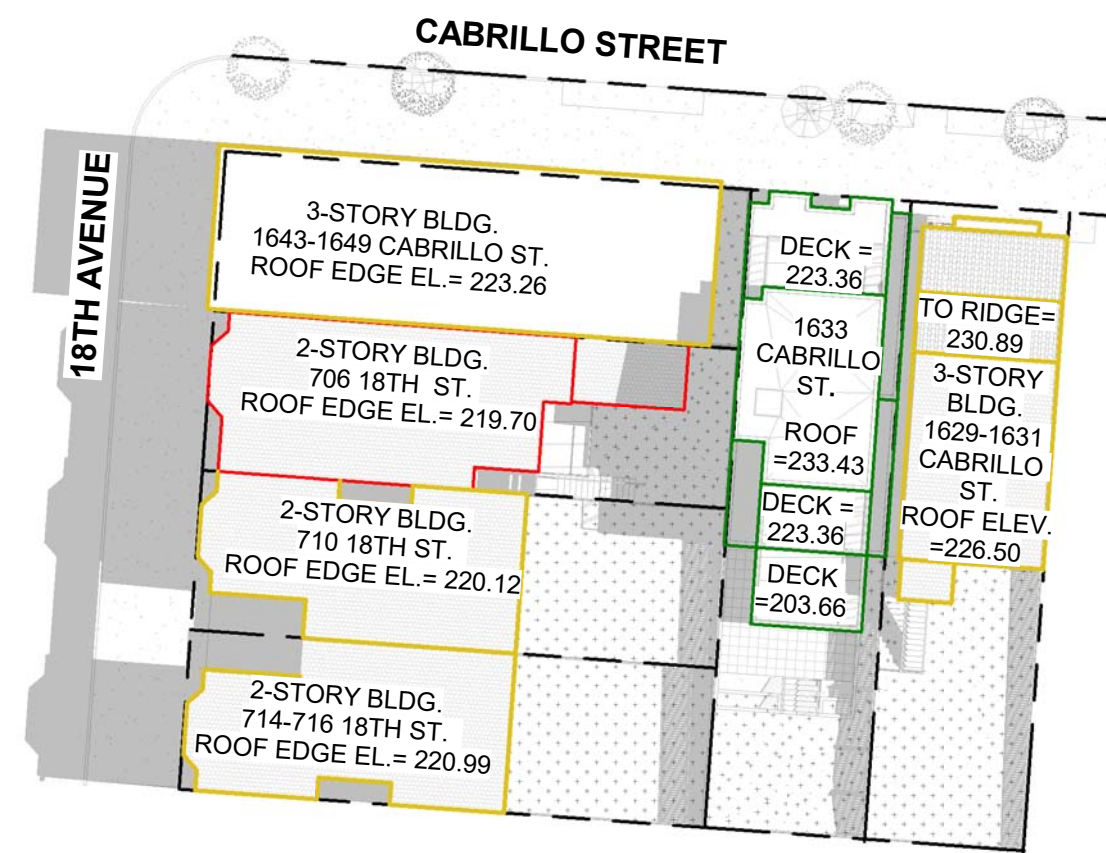 CABRILLO STREET
18TH AVENUE
3-STORY BLDG.
1643-1649 CABRILLO ST.
ROOF EDGE EL.= 223.26
2-STORY BLDG.
706 18TH ST.
ROOF EDGE EL.= 219.70
2-STORY BLDG.
710 18TH ST.
ROOF EDGE EL.= 220.12
2-STORY BLDG.
714-716 18TH ST.
ROOF EDGE EL.= 220.99
DECK =
223.36
1633
CABRILLO
ST.
ROOF
=233.43
DECK =
223.36
DECK
=203.66
TO RIDGE=
230.89
3-STORY
BLDG.
1629-1631
CABRILLO
ST.
ROOF ELEV.
=226.50